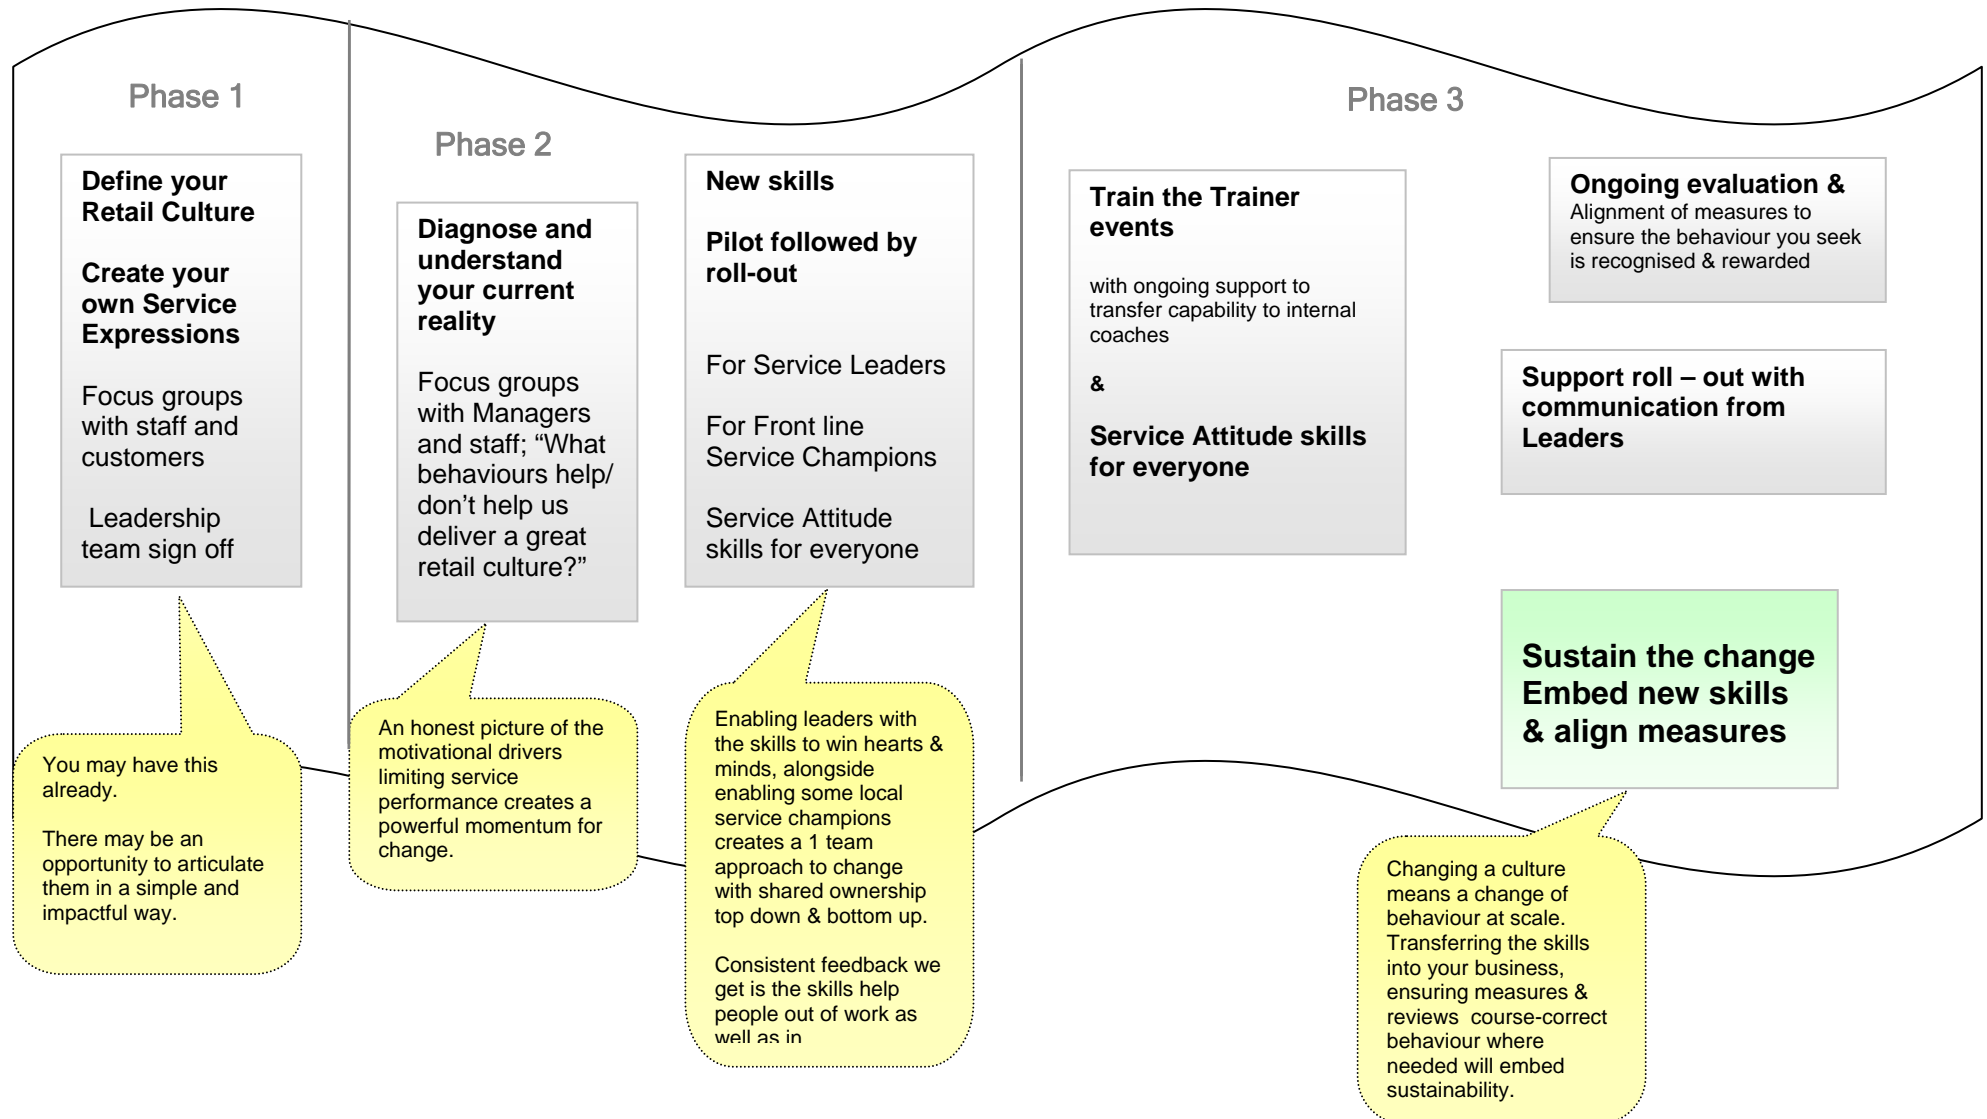 Phase 1
Define your
Retail Culture
Create your
own Service
Expressions
Focus groups
with staff and
customers
Leadership
team sign off
You may have this
already.
There may be an
opportunity to articulate
them in a simple and
impactful way.
Phase 2
Diagnose and
understand
your current
reality
Focus groups
with Managers
and staff; “What
behaviours help/
don’t help us
deliver a great
retail culture?”
An honest picture of the
motivational drivers
limiting service
performance creates a
powerful momentum for
change.
New skills
Pilot followed by
roll-out
For Service Leaders
For Front line
Service Champions
Service Attitude
skills for everyone
Enabling leaders with
the skills to win hearts &
minds, alongside
enabling some local
service champions
creates a 1 team
approach to change
with shared ownership
top down & bottom up.
Consistent feedback we
get is the skills help
people out of work as
well as in
Phase 3
Train the Trainer
events
with ongoing support to
transfer capability to internal
coaches
&
Service Attitude skills
for everyone
Ongoing evaluation &
Alignment of measures to
ensure the behaviour you seek
is recognised & rewarded
Support roll – out with
communication from
Leaders
Sustain the change
Embed new skills
& align measures
Changing a culture
means a change of
behaviour at scale.
Transferring the skills
into your business,
ensuring measures &
reviews  course-correct
behaviour where
needed will embed
sustainability.